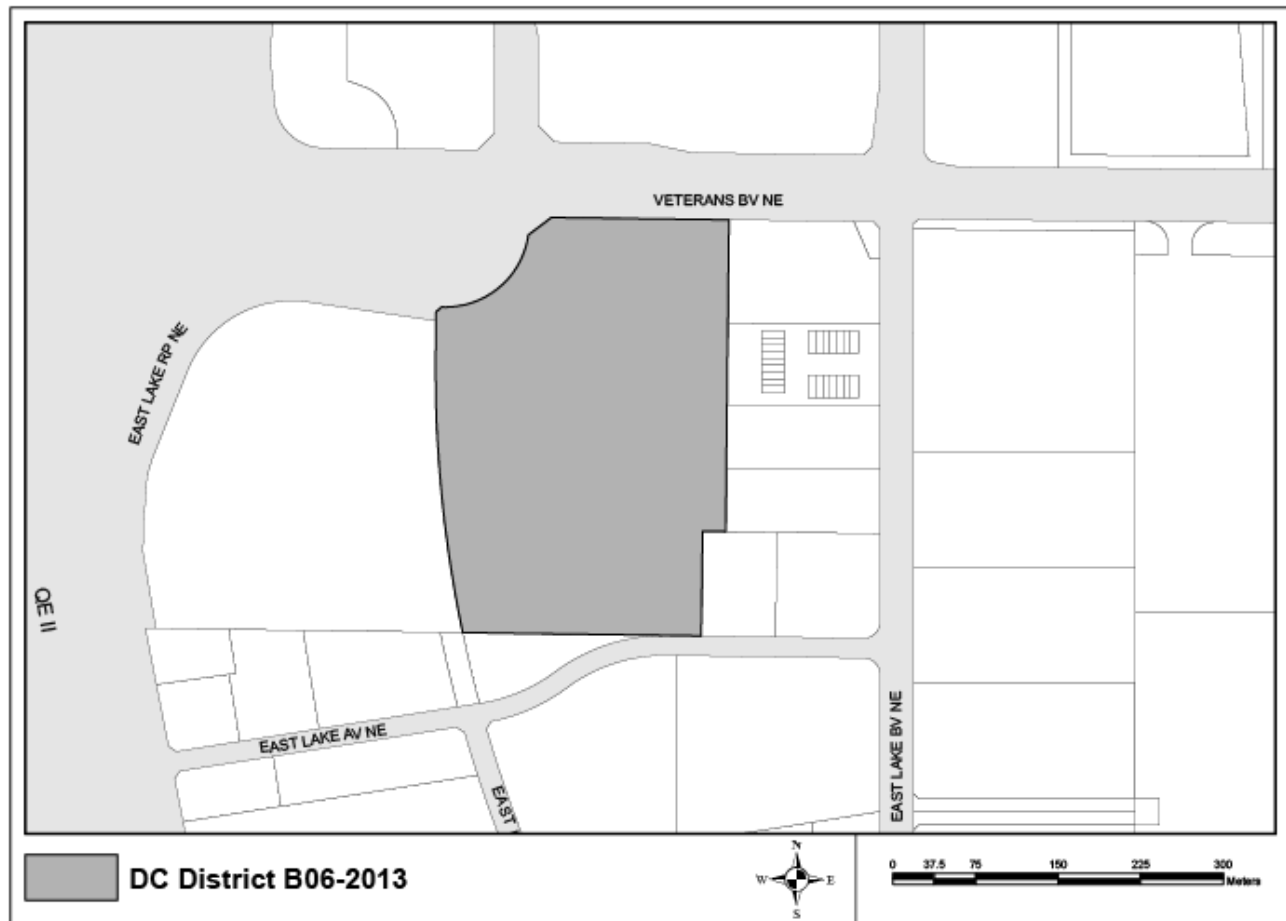 VETERANS BV NE
EAST LAKE RP NE
QE II
EAST LAKE AV NE
EAST
EAST LAKE BV NE
DC District B06-2013
N
W E
S
0 37.5 75 150 225 300
Meters